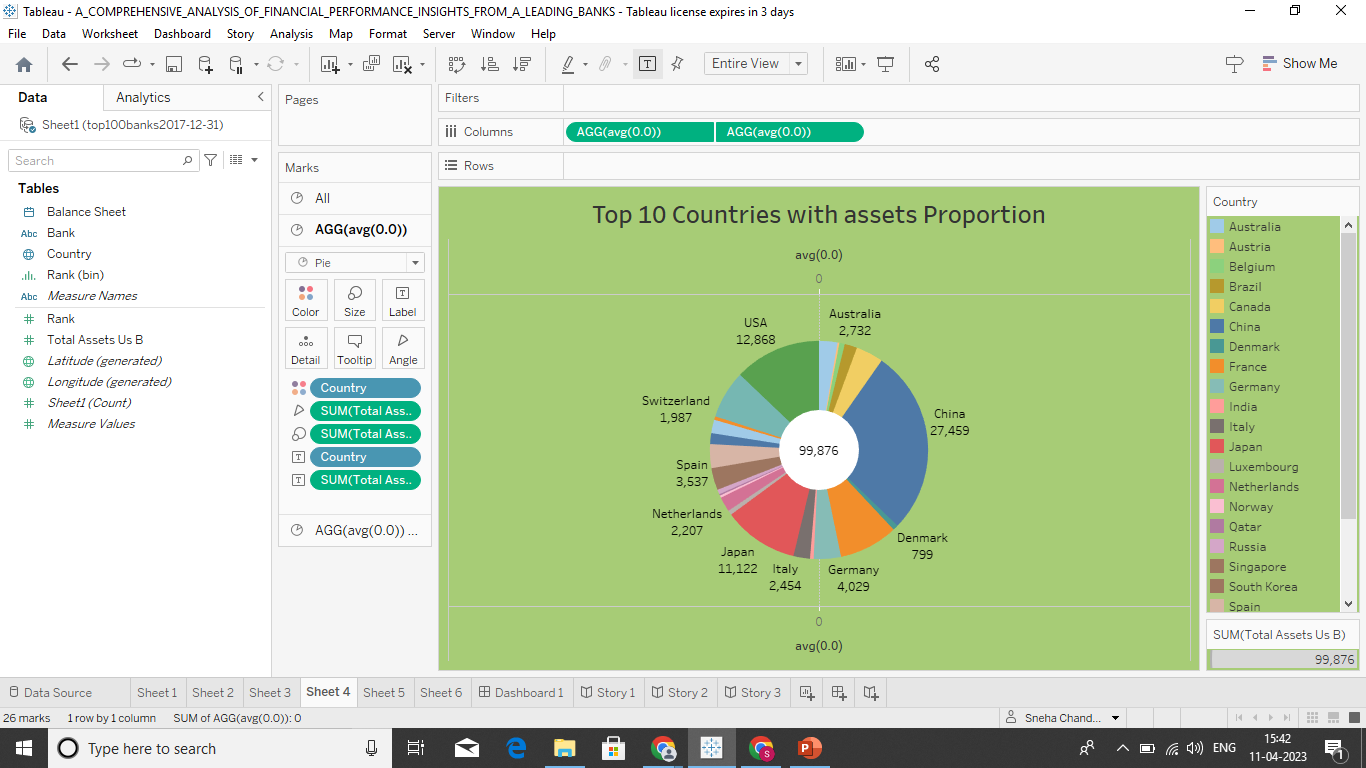 Tableau - A_COMPREHENSIVE_ANALYSIS_OF_FINANCIAL_PERFORMANCE_INSIGHTS_FROM_A_LEADING_BANKS - Tableau license expires in 3 days
File Data Worksheet Dashboard Story Analysis Map Format Server Window Help
Entire View
Show Me
Data Analytics
Sheet1 (top100banks2017-12-31)
Search
Tables
Balance Sheet
Abc Bank
Country
Rank (bin)
Abc Measure Names
Rank
Total Assets Us B
Latitude (generated)
Longitude (generated)
Sheet1 (Count)
Measure Values
Pages
Marks
All
AGG(avg(0.0))
Pie
Color Size Label
Detail Tooltip Angle
Country
SUM(Total Ass..
SUM(Total Ass..
Country
SUM(Total Ass..
AGG(avg(0.0)) ...
Filters
Columns AGG(avg(0.0)) AGG(avg(0.0))
Rows
Top 10 Countries with assets Proportion
avg(0.0)
0
USA
12,868
Australia
2,732
Switzerland
1,987
China
27,459
99,876
Spain
3,537
Netherlands
2,207
Denmark
799
Japan
11,122
Italy
2,454
Germany
4,029
0
avg(0.0)
Country
Australia
Austria
Belgium
Brazil
Canada
China
Denmark
France
Germany
India
Italy
Japan
Luxembourg
Netherlands
Norway
Qatar
Russia
Singapore
South Korea
Spain
SUM(Total Assets Us B)
99,876
Data Source Sheet 1 Sheet 2 Sheet 3 Sheet 4 Sheet 5 Sheet 6 Dashboard 1 Story 1 Story 2 Story 3
26 marks 1 row by 1 column SUM of AGG(avg(0.0)): 0 Sneha Chand...
Type here to search
ENG
15:42
11-04-2023
1